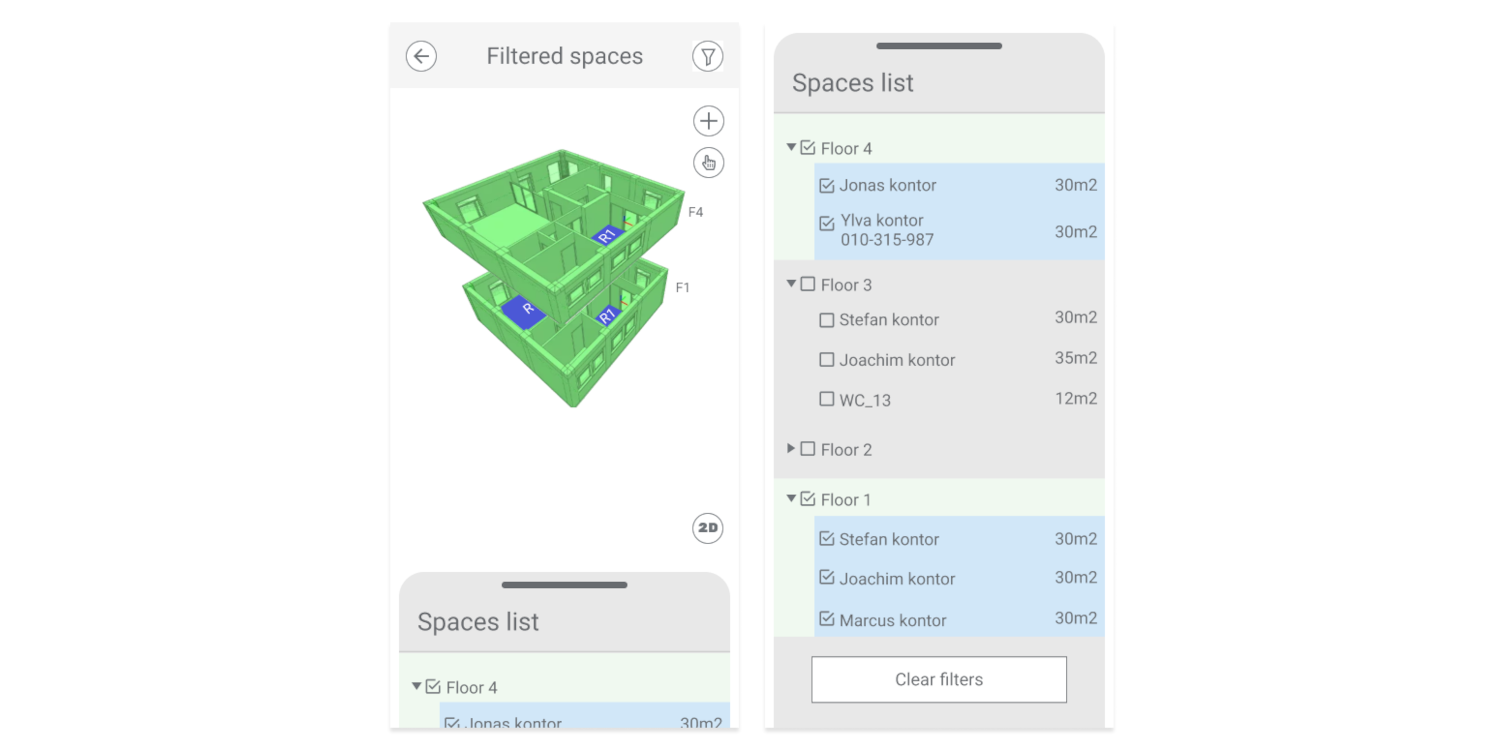 Filtered spaces
F4
R1
F1
R
R1
2D
Spaces list
Floor 4
Jonas kontor 30m2
Spaces list
Floor 4
Jonas kontor 30m2
Ylva kontor
010-315-987 30m2
Floor 3
Stefan kontor 30m2
Joachim kontor 35m2
WC_13 12m2
Floor 2
Floor 1
Stefan kontor 30m2
Joachim kontor 30m2
Marcus kontor 30m2
Clear filters